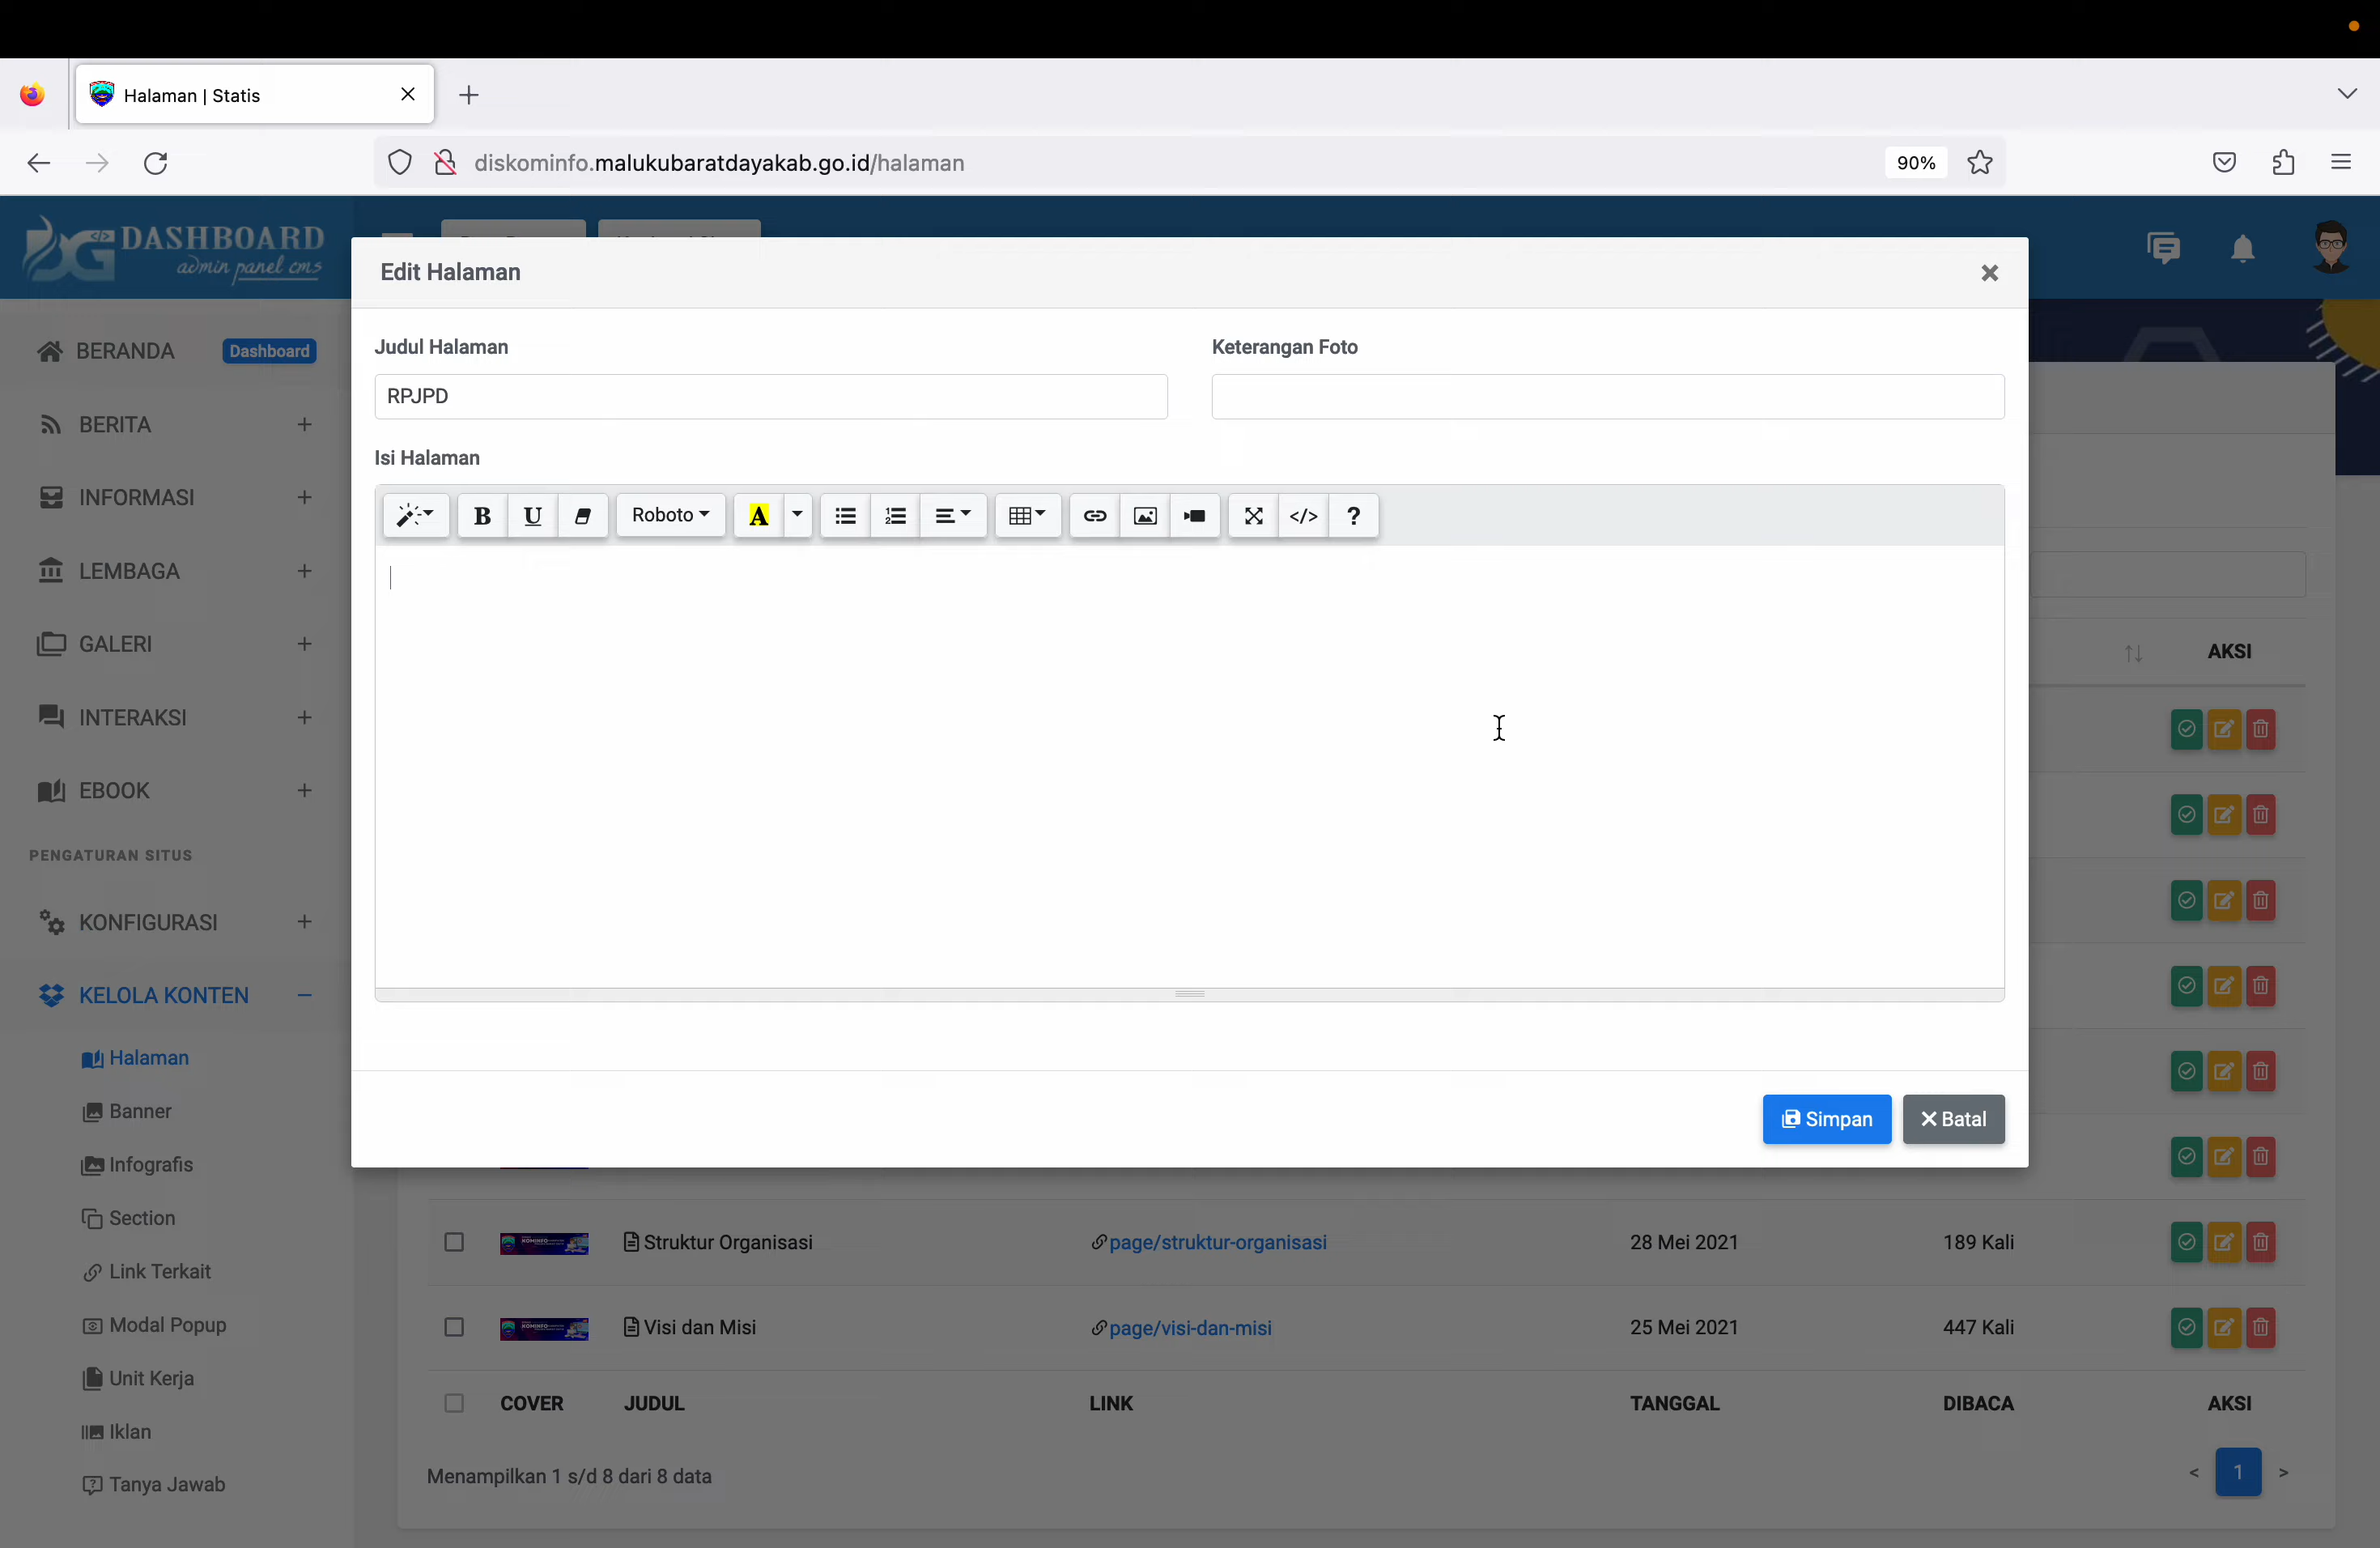 Halaman | Statis
diskominfo.malukubaratdayakab.go.id/halaman
90%
DASHBOARD
admin panel cms
Edit Halaman
BERANDA
Dashboard
Judul Halaman
Keterangan Foto
RPJPD
BERITA
Isi Halaman
INFORMASI
B U Roboto A </> ?
LEMBAGA
GALERI
AKSI
INTERAKSI
EBOOK
PENGATURAN SITUS
KONFIGURASI
KELOLA KONTEN
Halaman
Banner
Simpan
Batal
Infografis
Section
Struktur Organisasi page/struktur-organisasi 28 Mei 2021 189 Kali
Link Terkait
Modal Popup
Visi dan Misi page/visi-dan-misi 25 Mei 2021 447 Kali
Unit Kerja
COVER JUDUL LINK TANGGAL DIBACA AKSI
Iklan
Menampilkan 1 s/d 8 dari 8 data
< 1 >
Tanya Jawab